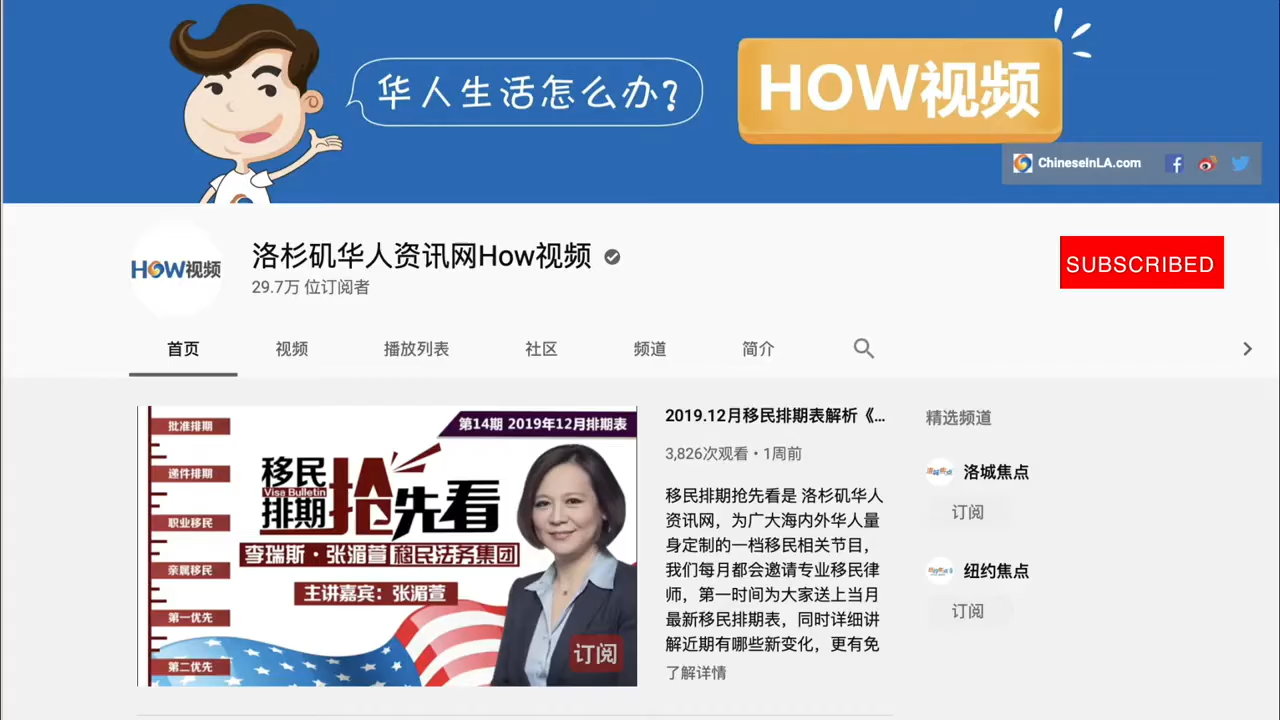 华人生活怎么办?
HOW视频
ChineseInLA.com
HOW视频
洛杉矶华人资讯网How视频
29.7万 位订阅者
SUBSCRIBED
首页
视频
播放列表
社区
频道
简介
批准排期
递件排期
职业移民
亲属移民
第一优先
第二优先
第14期 2019年12月排期表
移民
Visa Bulletin
排期
抢先看
李瑞斯·张湄萱 移民法务集团
主讲嘉宾：张湄萱
订阅
2019.12月移民排期表解析《...
3,826次观看 • 1周前
移民排期抢先看是 洛杉矶华人
资讯网，为广大海内外华人量
身定制的一档移民相关节目，
我们每月都会邀请专业移民律
师，第一时间为大家送上当月
最新移民排期表，同时详细讲
解近期有哪些新变化，更有免
了解详情
精选频道
洛城焦点
洛城焦点
订阅
纽约焦点
订阅